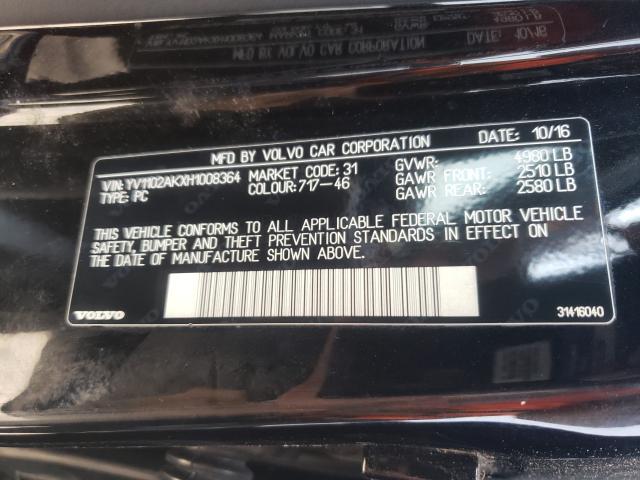 MFD BY VOLVO CAR CORPORATION DATE: 10/16
VIN: YV1102AKXH1008364 MARKET CODE: 31 GVWR: 4980 LB
TYPE: PC COLOUR: 717-46 GAWR FRONT: 2510 LB
GAWR REAR: 2580 LB
THIS VEHICLE CONFORMS TO ALL APPLICABLE FEDERAL MOTOR VEHICLE
SAFETY, BUMPER AND THEFT PREVENTION STANDARDS IN EFFECT ON
THE DATE OF MANUFACTURE SHOWN ABOVE.
VOLVO 31416040